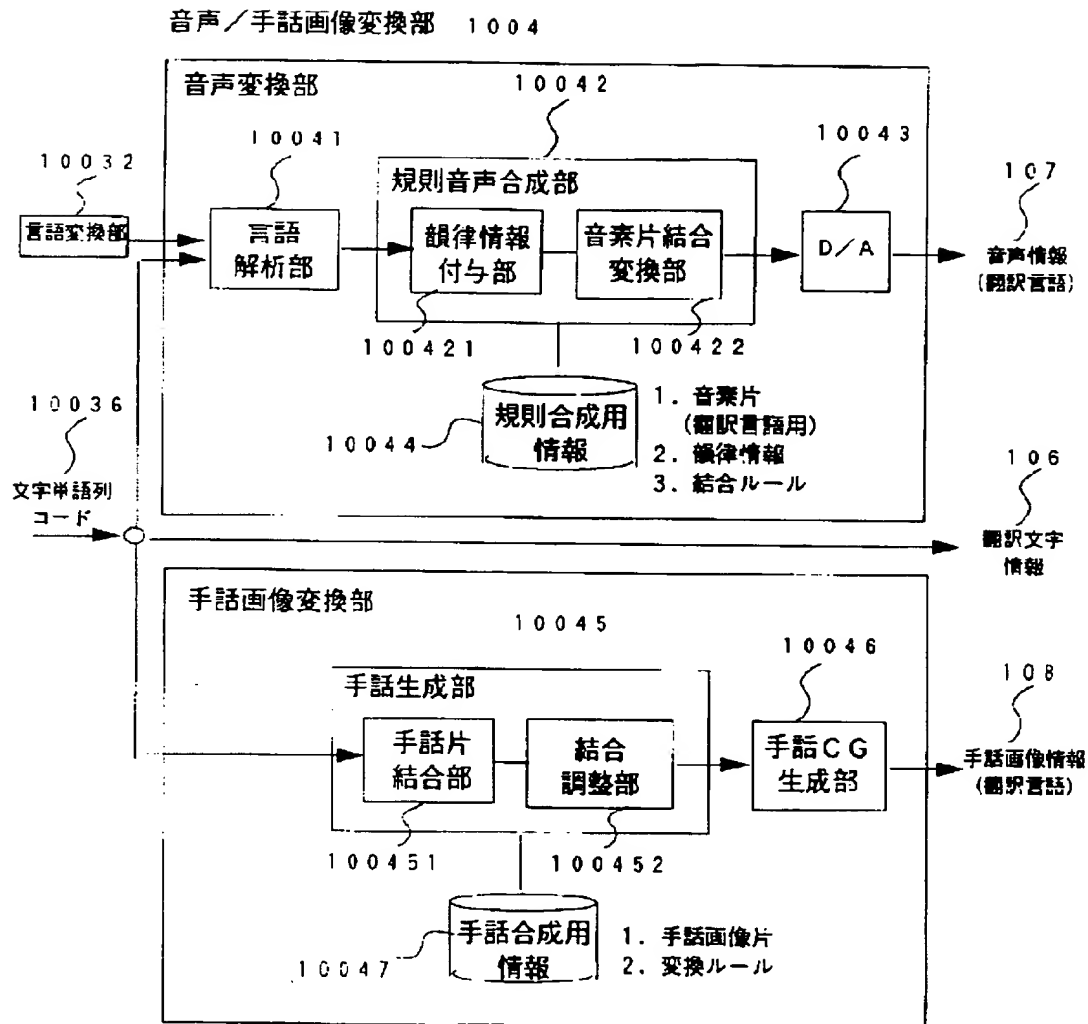 音声／手話画像変換部 1004
音声変換部
10042
10041
10043
10032
107
規則音声合成部
言語変換部
言語
解析部
韻律情報
付与部
音素片結合
変換部
D／A
音声情報
(翻訳言語)
100421
100422
10036
10044
規則合成用
情報
1. 音素片
(翻訳言語用)
2. 韻律情報
3. 結合ルール
106
文字単語列
コード
翻訳文字
情報
手話画像変換部
10045
10046
108
手話生成部
手話片
結合部
結合
調整部
手話CG
生成部
手話画像情報
(翻訳言語)
100451
100452
10047
手話合成用
情報
1. 手話画像片
2. 変換ルール